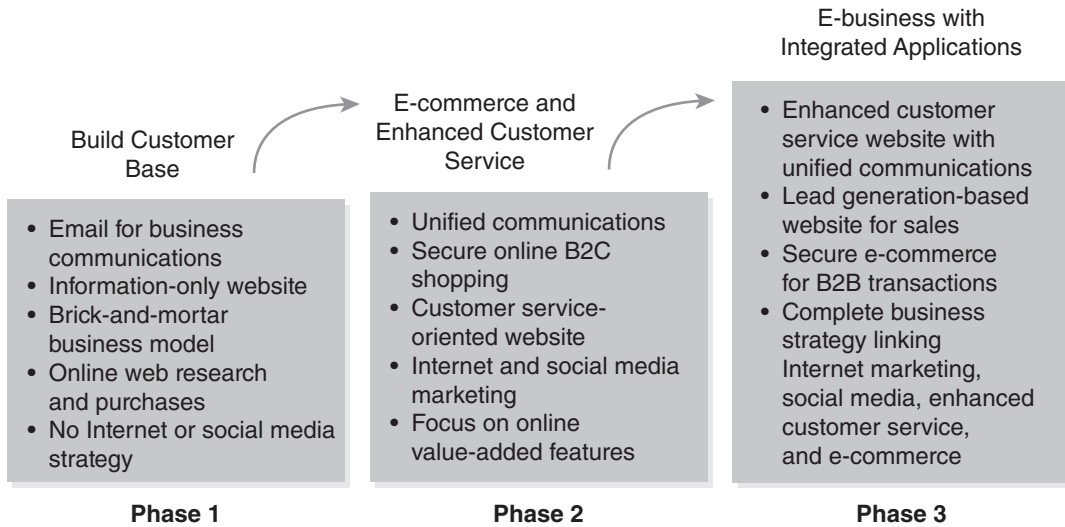 Build Customer
Base
• Email for business
communications
• Information-only website
• Brick-and-mortar
business model
• Online web research
and purchases
• No Internet or social media
strategy
Phase 1
E-commerce and
Enhanced Customer
Service
• Unified communications
• Secure online B2C
shopping
• Customer service-
oriented website
• Internet and social media
marketing
• Focus on online
value-added features
Phase 2
E-business with
Integrated Applications
• Enhanced customer
service website with
unified communications
• Lead generation-based
website for sales
• Secure e-commerce
for B2B transactions
• Complete business
strategy linking
Internet marketing,
social media, enhanced
customer service,
and e-commerce
Phase 3